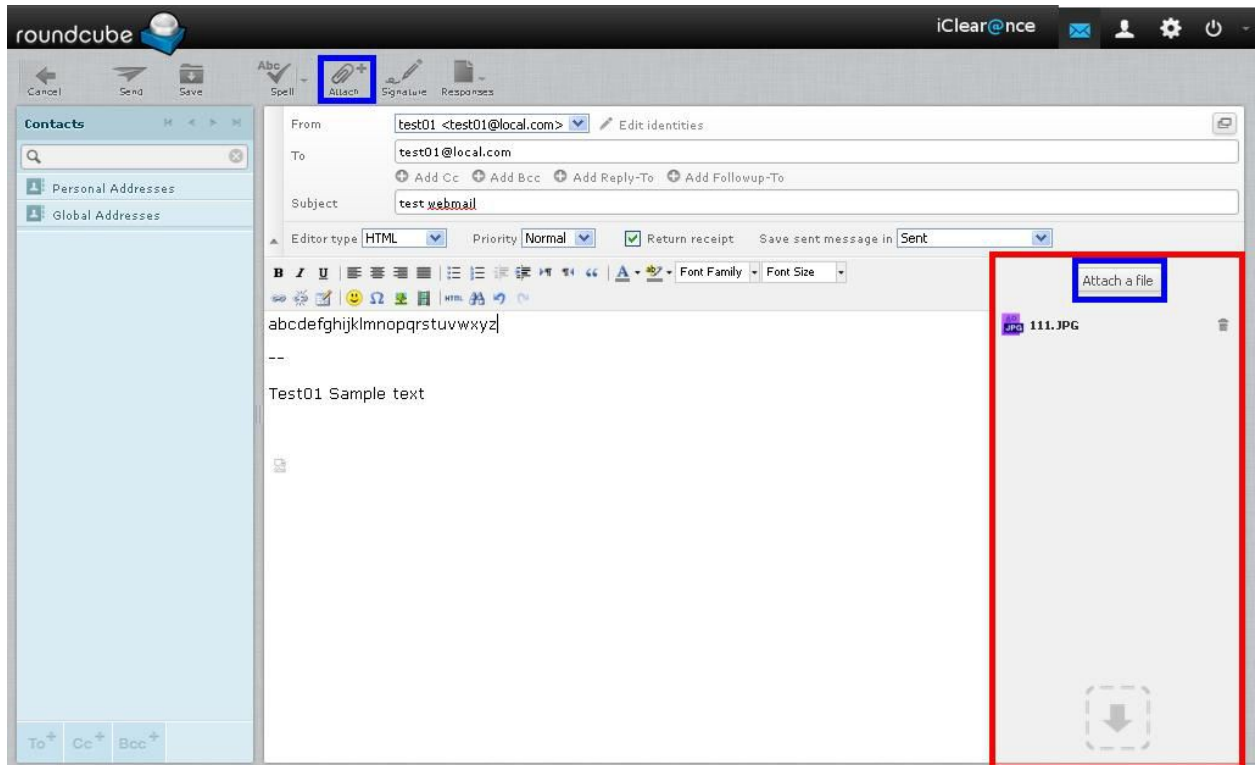 roundcube
iClear@nce
Cancel Send Save Abc Spell Attach Signature Responses
Contacts
Personal Addresses
Global Addresses
From test01 <test01@local.com> Edit identities
To test01@local.com
Add Cc Add Bcc Add Reply-To Add Followup-To
Subject test webmail
Editor type HTML Priority Normal Return receipt Save sent message in Sent
B I U A Font Family Font Size
HTML
Attach a file
JPG 111.JPG
abcdefghijklmnopqrstuvwxyz
--
Test01 Sample text
To+ Cc+ Bcc+